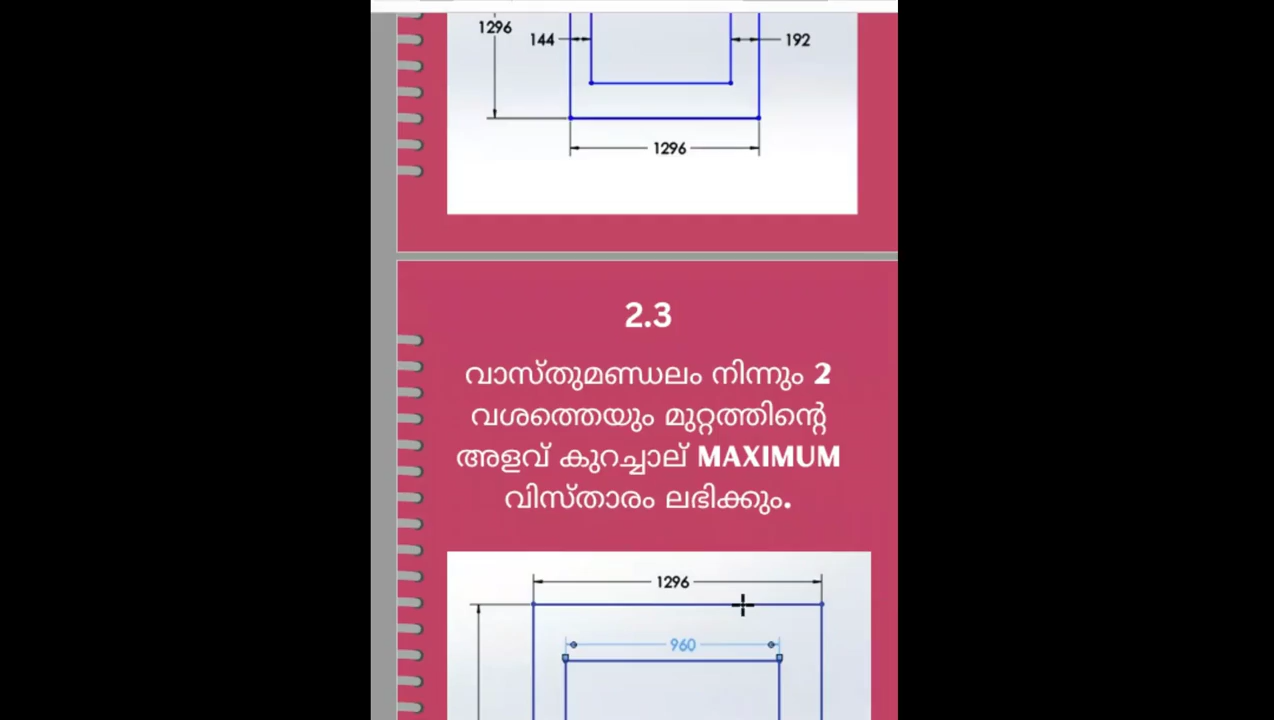 1296
144
192
1296
2.3
വാസ്തുമണ്ഡലം നിന്നും 2
വശത്തെയും മുറ്റത്തിന്റെ
അളവ് കുറച്ചാല് MAXIMUM
വിസ്താരം ലഭിക്കും.
1296
960